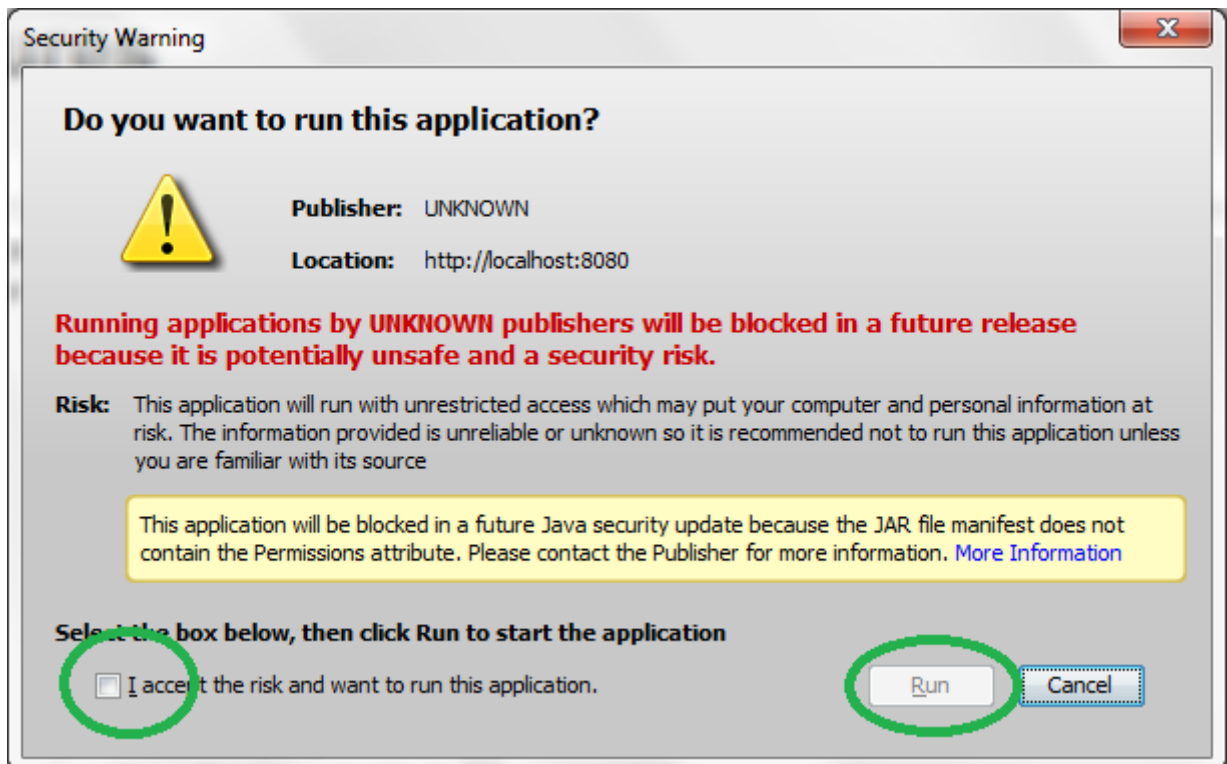 Security Warning
Do you want to run this application?
Publisher: UNKNOWN
Location: http://localhost:8080
Running applications by UNKNOWN publishers will be blocked in a future release
because it is potentially unsafe and a security risk.
Risk: This application will run with unrestricted access which may put your computer and personal information at
risk. The information provided is unreliable or unknown so it is recommended not to run this application unless
you are familiar with its source
This application will be blocked in a future Java security update because the JAR file manifest does not
contain the Permissions attribute. Please contact the Publisher for more information. More Information
Select the box below, then click Run to start the application
I accept the risk and want to run this application.
Run
Cancel